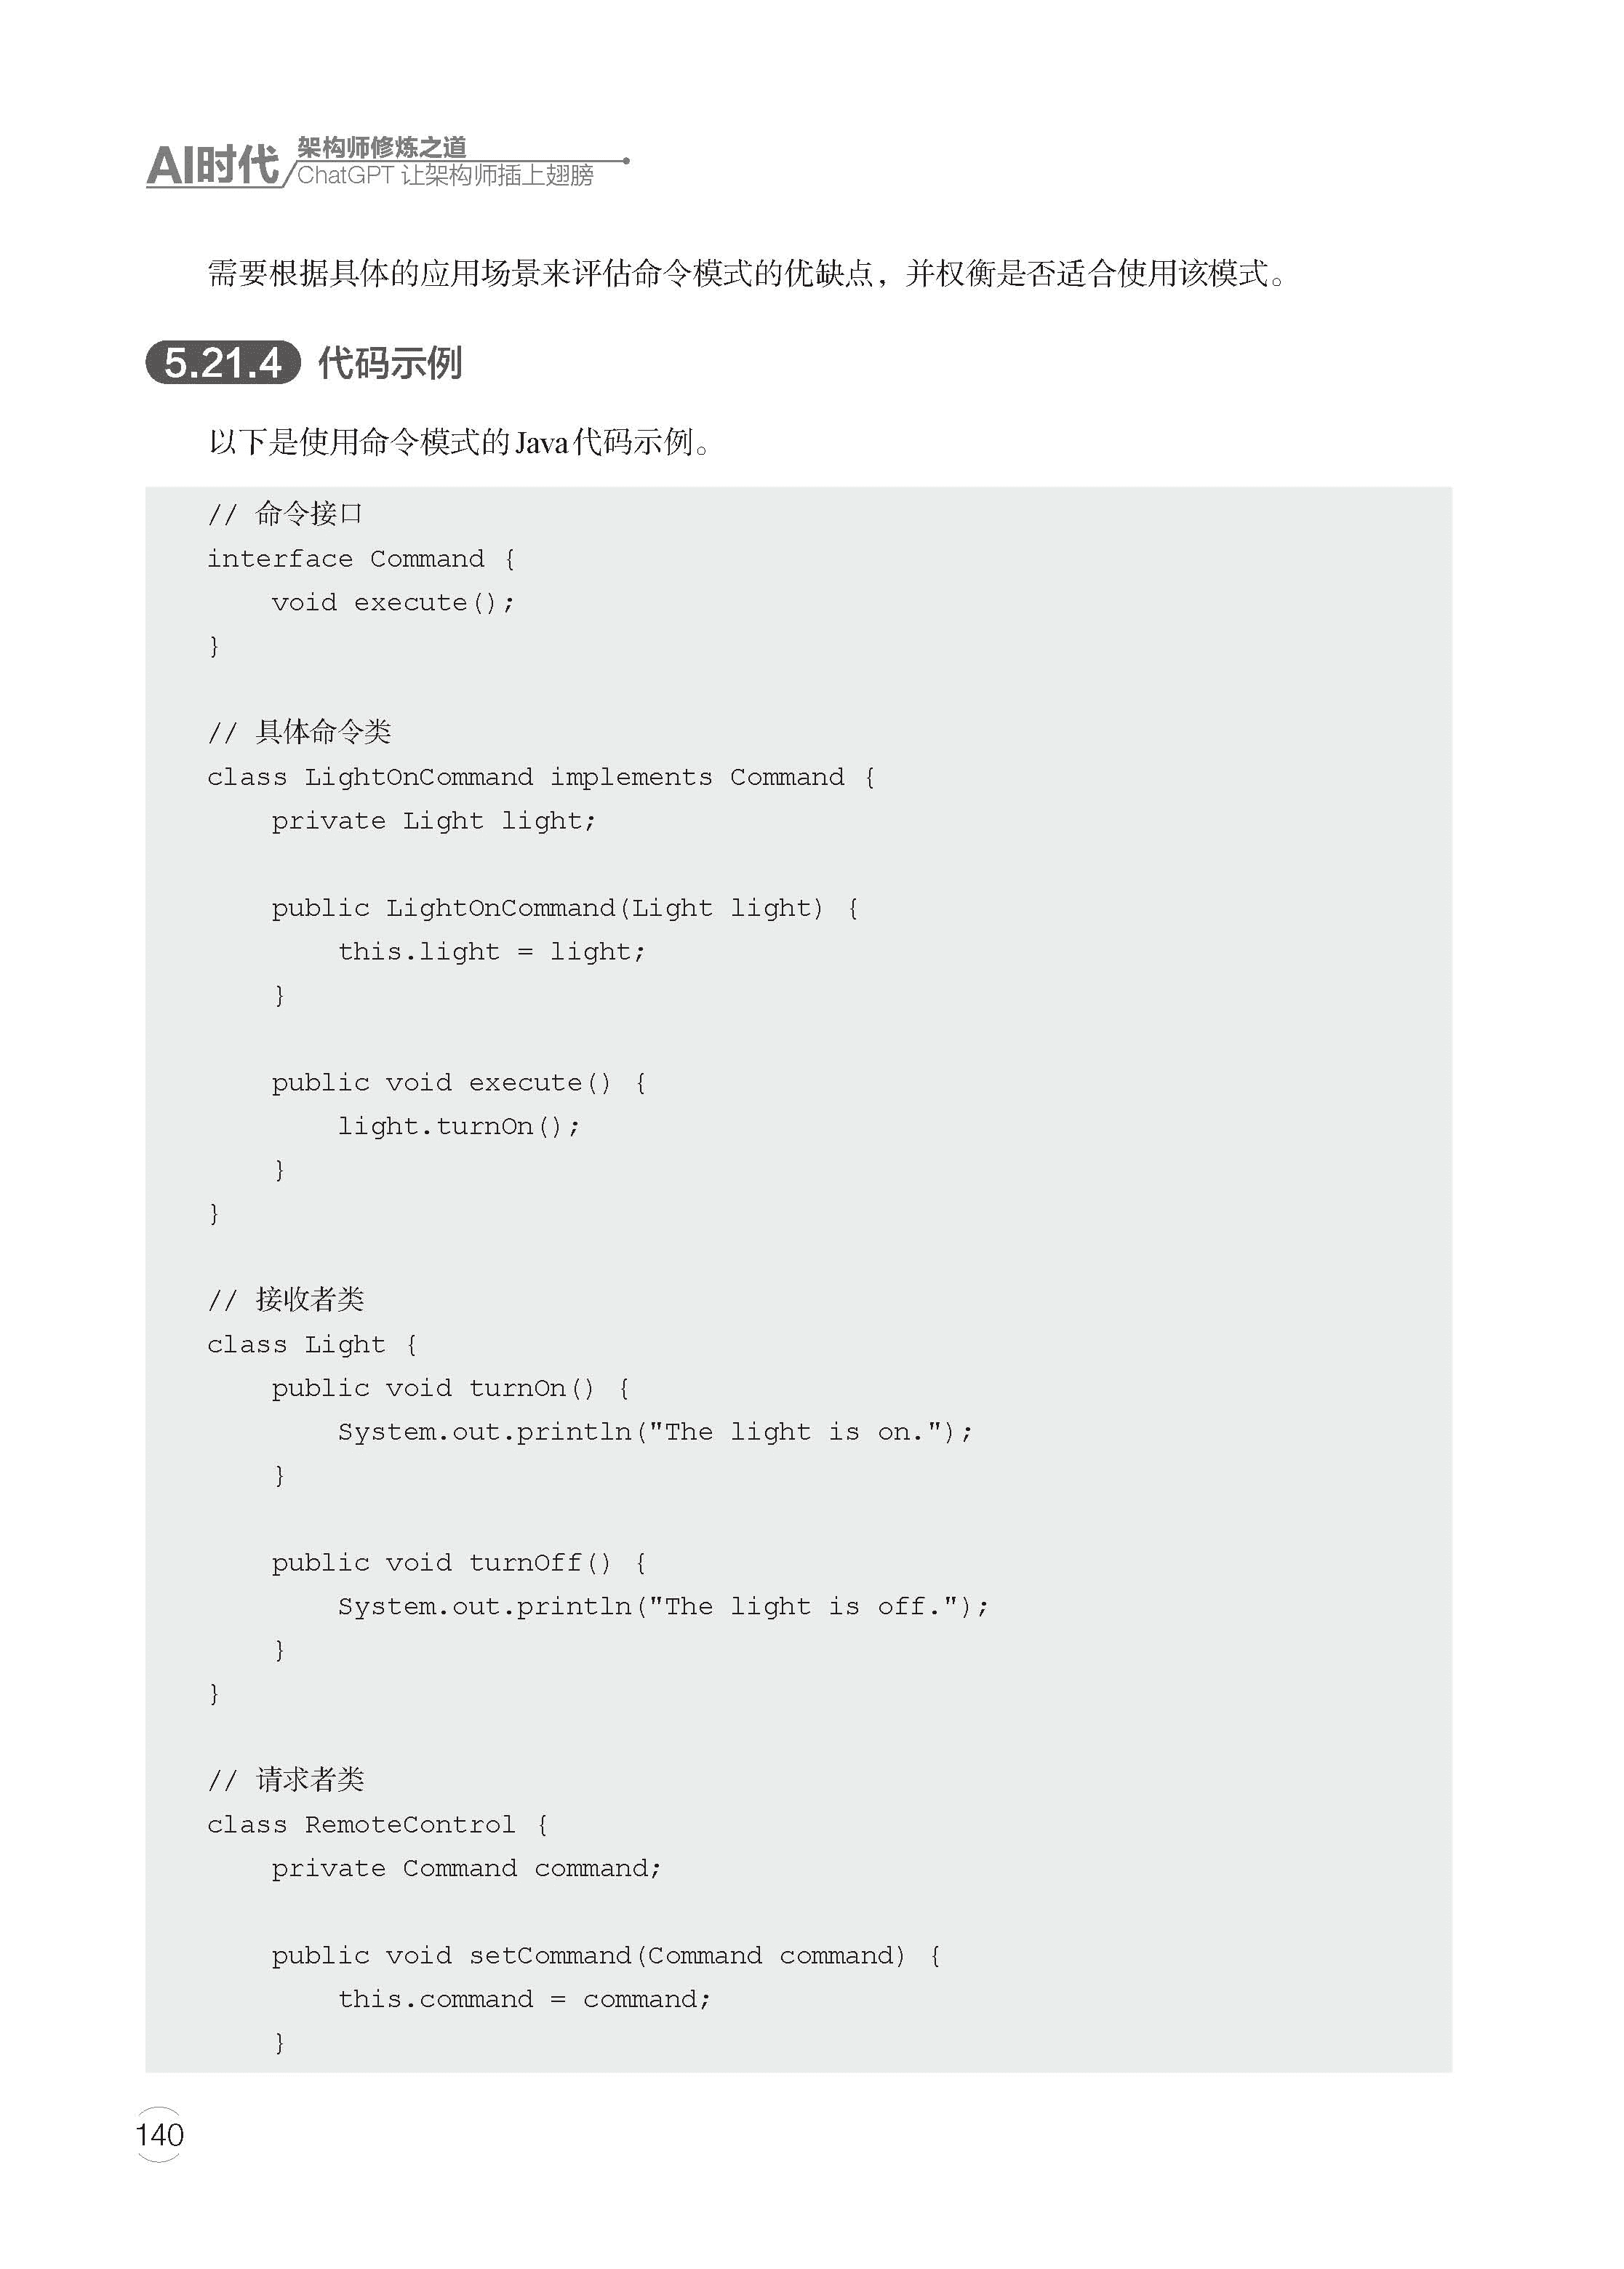 AI时代
架构师修炼之道
ChatGPT 让架构师插上翅膀
需要根据具体的应用场景来评估命令模式的优缺点，并权衡是否适合使用该模式。
5.21.4 代码示例
以下是使用命令模式的Java代码示例。
// 命令接口
interface Command {
    void execute();
}

// 具体命令类
class LightOnCommand implements Command {
    private Light light;

    public LightOnCommand(Light light) {
        this.light = light;
    }

    public void execute() {
        light.turnOn();
    }
}

// 接收者类
class Light {
    public void turnOn() {
        System.out.println("The light is on.");
    }

    public void turnOff() {
        System.out.println("The light is off.");
    }
}

// 请求者类
class RemoteControl {
    private Command command;

    public void setCommand(Command command) {
        this.command = command;
    }
140